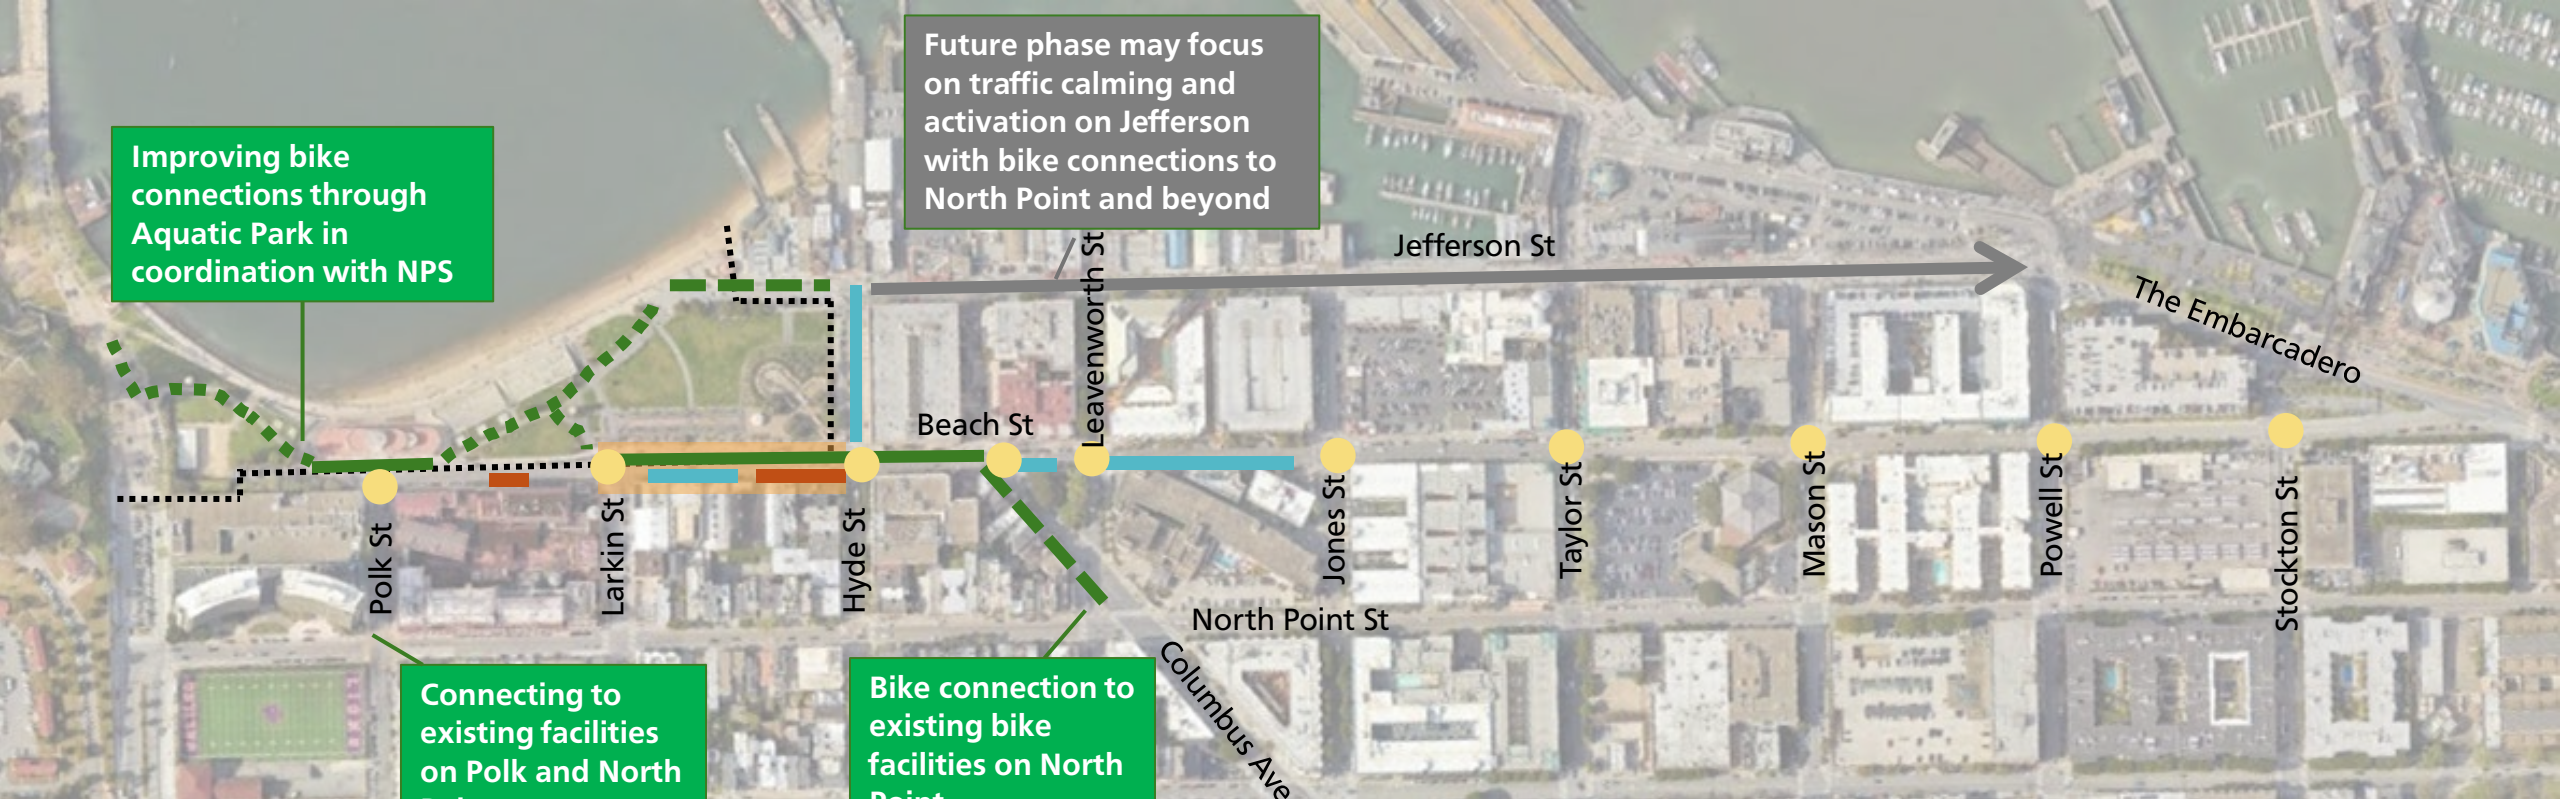 Future phase may focus
on traffic calming and
activation on Jefferson
with bike connections to
North Point and beyond
Improving bike
connections through
Aquatic Park in
coordination with NPS
Jefferson St
The Embarcadero
Leavenworth St
Beach St
Polk St
Larkin St
Hyde St
Jones St
Taylor St
Mason St
Powell St
Stockton St
North Point St
Columbus Ave
Connecting to
existing facilities
on Polk and North
Bike connection to
existing bike
facilities on North
Point